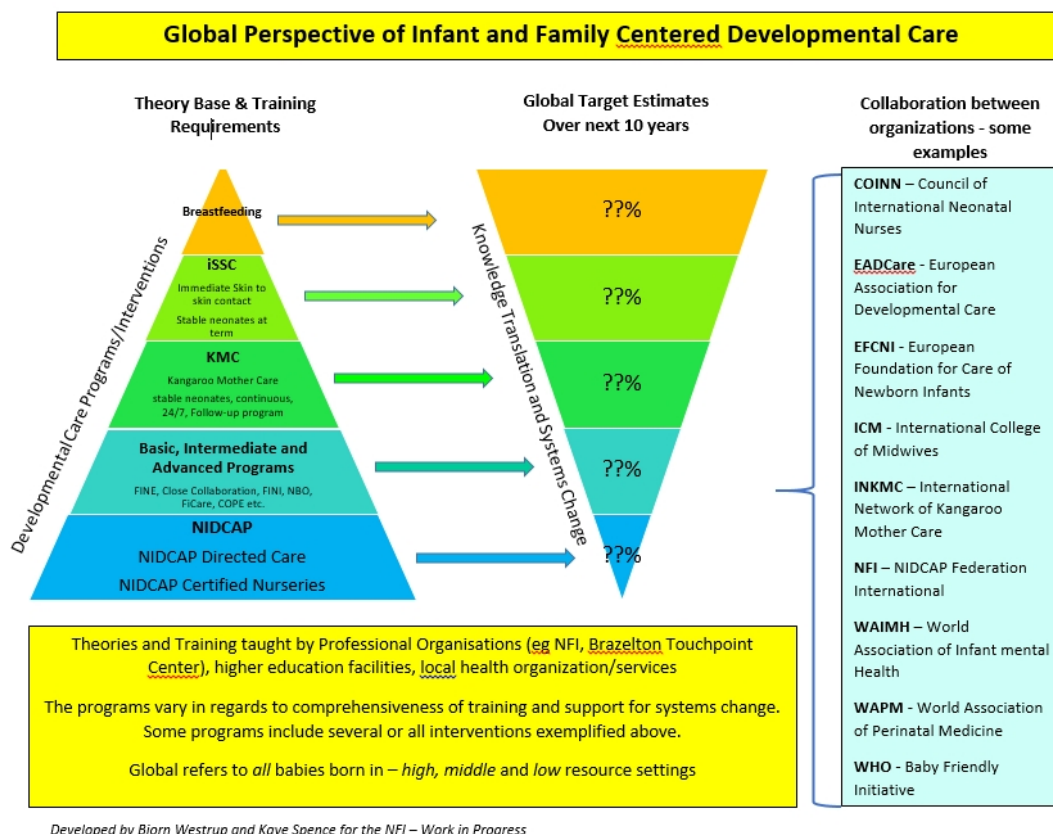 Global Perspective of Infant and Family Centered Developmental Care
Theory Base & Training
Requirements
Global Target Estimates
Over next 10 years
Collaboration between
organizations - some
examples
Developmental Care Programs/Interventions
Breastfeeding
iSSC
Immediate Skin to
skin contact
Stable neonates at
term
KMC
Kangaroo Mother Care
stable neonates, continuous,
24/7, Follow-up program
Basic, Intermediate and
Advanced Programs
FINE, Close Collaboration, FINI, NBO,
FiCare, COPE etc.
NIDCAP
NIDCAP Directed Care
NIDCAP Certified Nurseries
Knowledge Translation and Systems Change
??%
??%
??%
??%
??%
COINN – Council of
International Neonatal
Nurses
EADCare - European
Association for
Developmental Care
EFCNI - European
Foundation for Care of
Newborn Infants
ICM - International College
of Midwives
INKMC – International
Network of Kangaroo
Mother Care
NFI – NIDCAP Federation
International
WAIMH – World
Association of Infant mental
Health
WAPM - World Association
of Perinatal Medicine
WHO - Baby Friendly
Initiative
Theories and Training taught by Professional Organisations (eg NFI, Brazelton Touchpoint
Center), higher education facilities, local health organization/services
The programs vary in regards to comprehensiveness of training and support for systems change.
Some programs include several or all interventions exemplified above.
Global refers to all babies born in – high, middle and low resource settings
Developed by Bjorn Westrup and Kaye Spence for the NFI – Work in Progress